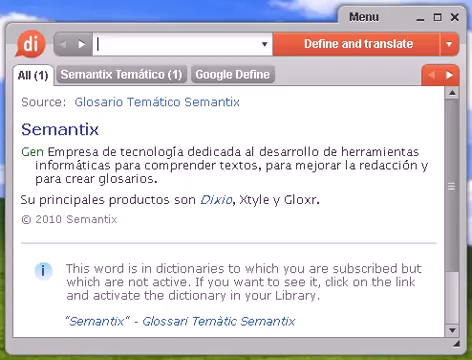 Menu
di
Define and translate
All (1)
Semantix Temático (1)
Google Define
Source: Glosario Temático Semantix
Semantix
Gen Empresa de tecnología dedicada al desarrollo de herramientas
informáticas para comprender textos, para mejorar la redacción y
para crear glosarios.
Su principales producton son Dixio, Xtyle y Gloxr.
© 2010 Semantix
i
This word is in dictionaries to which you are subscribed but
which are not active. If you want to see it, click on the link
and activate the dictionary in your Library.
"Semantix" - Glossari Temàtic Semantix